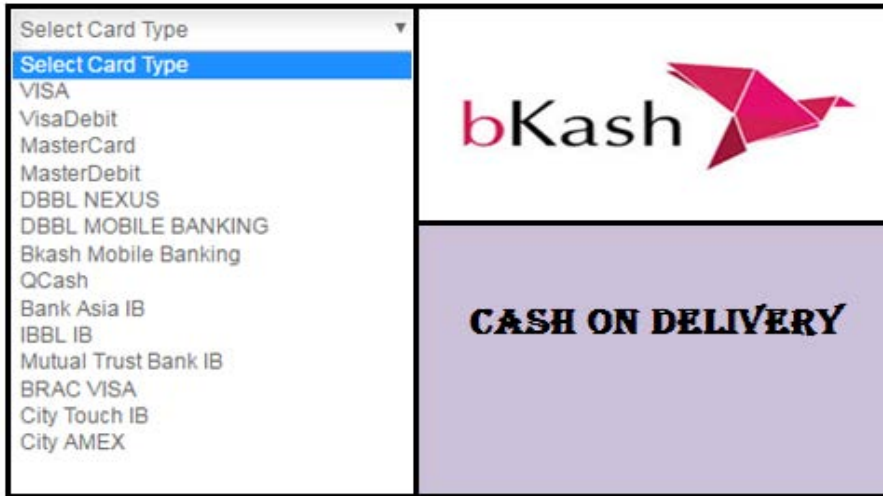 Select Card Type
Select Card Type
VISA
VisaDebit
MasterCard
MasterDebit
DBBL NEXUS
DBBL MOBILE BANKING
Bkash Mobile Banking
QCash
Bank Asia IB
IBBL IB
Mutual Trust Bank IB
BRAC VISA
City Touch IB
City AMEX
bKash
CASH ON DELIVERY